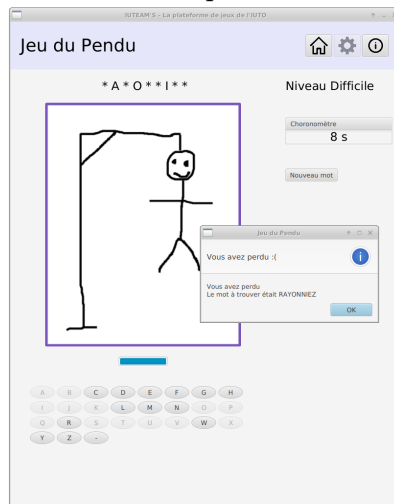 IUTEAM'S - La plateforme de jeux de l'IUTO
Jeu du Pendu
* A * O * * I * *
Niveau Difficile
Choronomètre
8 s
Nouveau mot
Jeu du Pendu
Vous avez perdu :(
Vous avez perdu
Le mot à trouver était RAYONNIEZ
OK
A B C D E F G H
I J K L M N O P
Q R S T U V W X
Y Z -